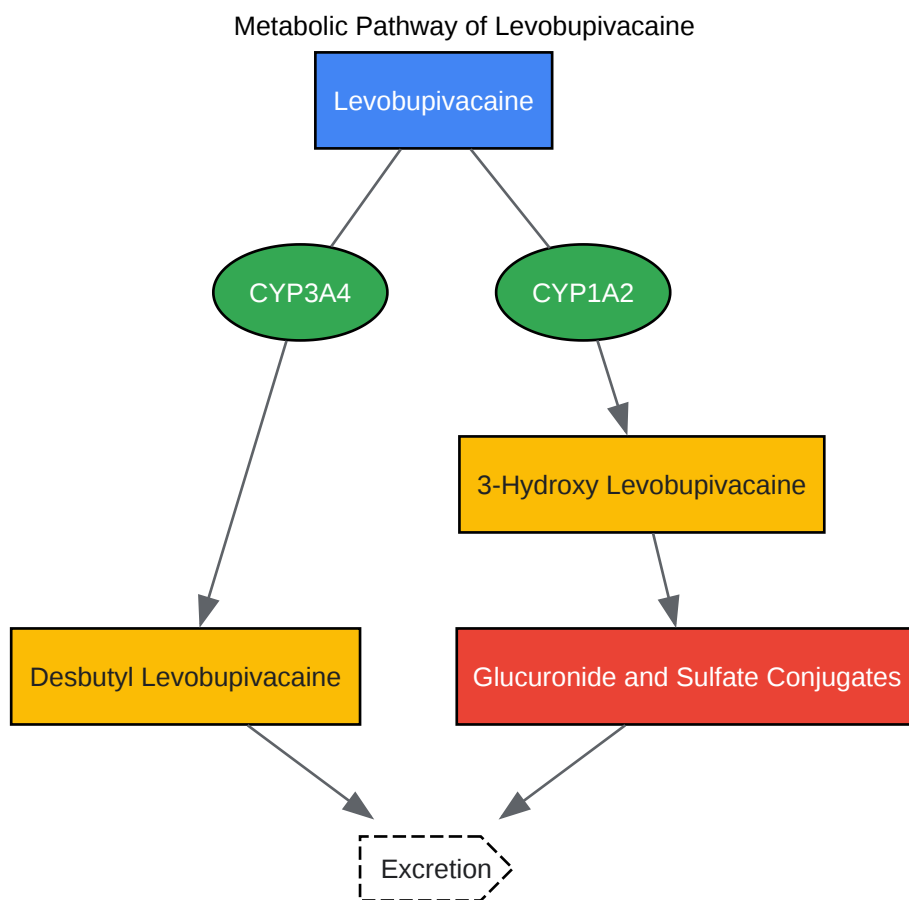 Metabolic Pathway of Levobupivacaine
Levobupivacaine
CYP3A4
CYP1A2
3-Hydroxy Levobupivacaine
Desbutyl Levobupivacaine
Glucuronide and Sulfate Conjugates
Excretion